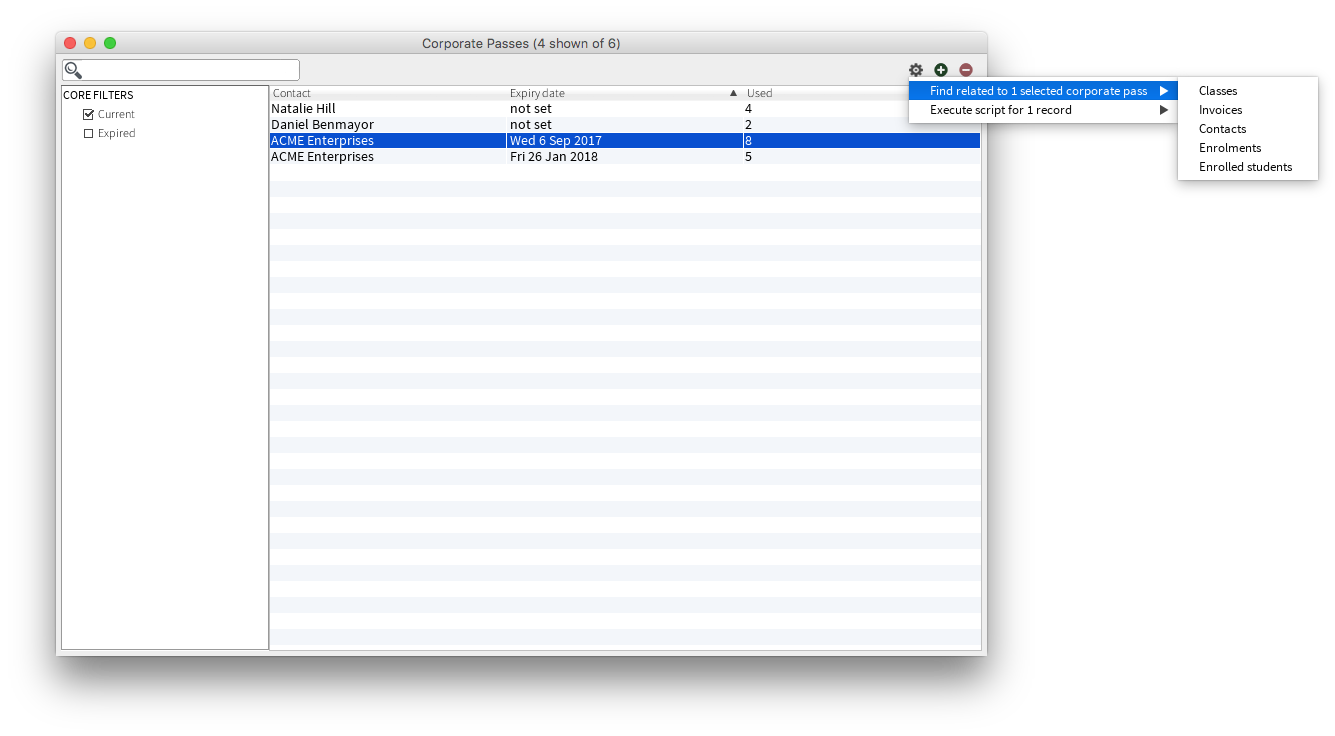 Corporate Passes (4 shown of 6)
CORE FILTERS
Current
Expired
Contact Expiry date Used
Natalie Hill not set 4
Daniel Benmayor not set 2
ACME Enterprises Wed 6 Sep 2017 8
ACME Enterprises Fri 26 Jan 2018 5
Find related to 1 selected corporate pass
Execute script for 1 record
Classes
Invoices
Contacts
Enrolments
Enrolled students